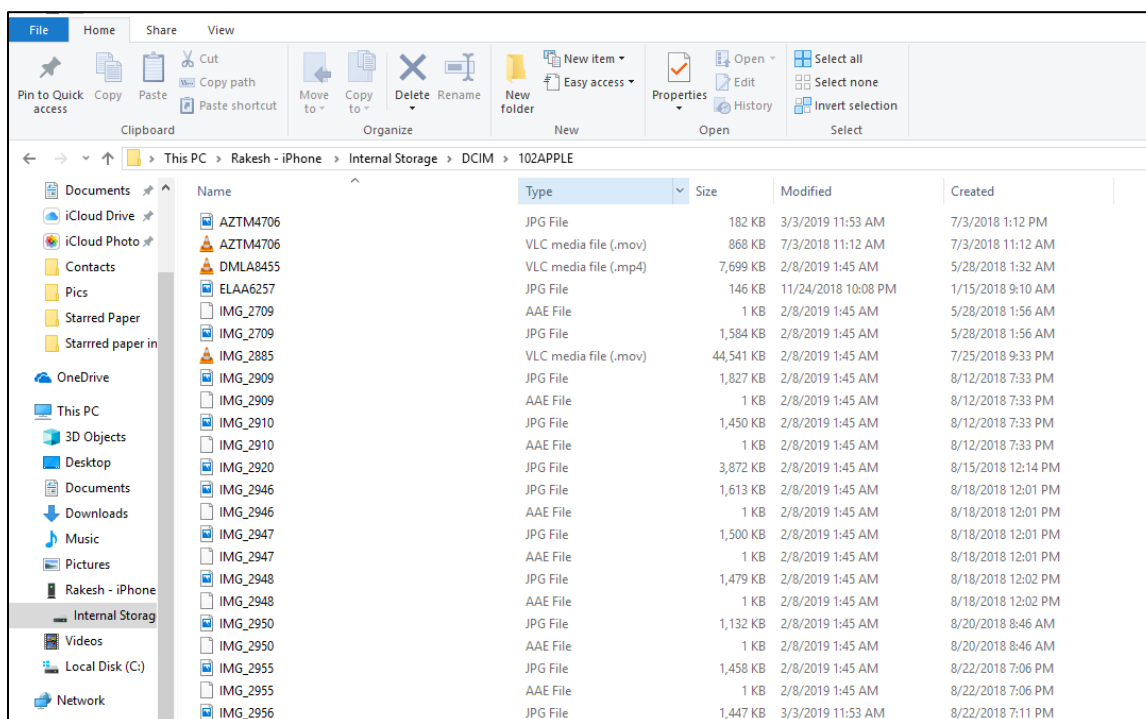 File Home Share View
Pin to Quick access
Copy
Paste
Cut
Copy path
Paste shortcut
Clipboard
Move to
Copy to
Delete
Rename
Organize
New folder
New item
Easy access
New
Properties
Open
Edit
History
Open
Select all
Select none
Invert selection
Select
This PC > Rakesh - iPhone > Internal Storage > DCIM > 102APPLE
Documents
iCloud Drive
iCloud Photo
Contacts
Pics
Starred Paper
Starrred paper in
OneDrive
This PC
3D Objects
Desktop
Documents
Downloads
Music
Pictures
Rakesh - iPhone
Internal Storag
Videos
Local Disk (C:)
Network
Name Type Size Modified Created
AZTM4706 JPG File 182 KB 3/3/2019 11:53 AM 7/3/2018 1:12 PM
AZTM4706 VLC media file (.mov) 868 KB 7/3/2018 11:12 AM 7/3/2018 11:12 AM
DMLA8455 VLC media file (.mp4) 7,699 KB 2/8/2019 1:45 AM 5/28/2018 1:32 AM
ELAA6257 JPG File 146 KB 11/24/2018 10:08 PM 1/15/2018 9:10 AM
IMG_2709 AAE File 1 KB 2/8/2019 1:45 AM 5/28/2018 1:56 AM
IMG_2709 JPG File 1,584 KB 2/8/2019 1:45 AM 5/28/2018 1:56 AM
IMG_2885 VLC media file (.mov) 44,541 KB 2/8/2019 1:45 AM 7/25/2018 9:33 PM
IMG_2909 JPG File 1,827 KB 2/8/2019 1:45 AM 8/12/2018 7:33 PM
IMG_2909 AAE File 1 KB 2/8/2019 1:45 AM 8/12/2018 7:33 PM
IMG_2910 JPG File 1,450 KB 2/8/2019 1:45 AM 8/12/2018 7:33 PM
IMG_2910 AAE File 1 KB 2/8/2019 1:45 AM 8/12/2018 7:33 PM
IMG_2920 JPG File 3,872 KB 2/8/2019 1:45 AM 8/15/2018 12:14 PM
IMG_2946 JPG File 1,613 KB 2/8/2019 1:45 AM 8/18/2018 12:01 PM
IMG_2946 AAE File 1 KB 2/8/2019 1:45 AM 8/18/2018 12:01 PM
IMG_2947 JPG File 1,500 KB 2/8/2019 1:45 AM 8/18/2018 12:01 PM
IMG_2947 AAE File 1 KB 2/8/2019 1:45 AM 8/18/2018 12:01 PM
IMG_2948 JPG File 1,479 KB 2/8/2019 1:45 AM 8/18/2018 12:02 PM
IMG_2948 AAE File 1 KB 2/8/2019 1:45 AM 8/18/2018 12:02 PM
IMG_2950 JPG File 1,132 KB 2/8/2019 1:45 AM 8/20/2018 8:46 AM
IMG_2950 AAE File 1 KB 2/8/2019 1:45 AM 8/20/2018 8:46 AM
IMG_2955 JPG File 1,458 KB 2/8/2019 1:45 AM 8/22/2018 7:06 PM
IMG_2955 AAE File 1 KB 2/8/2019 1:45 AM 8/22/2018 7:06 PM
IMG_2956 JPG File 1,447 KB 3/3/2019 11:53 AM 8/22/2018 7:11 PM